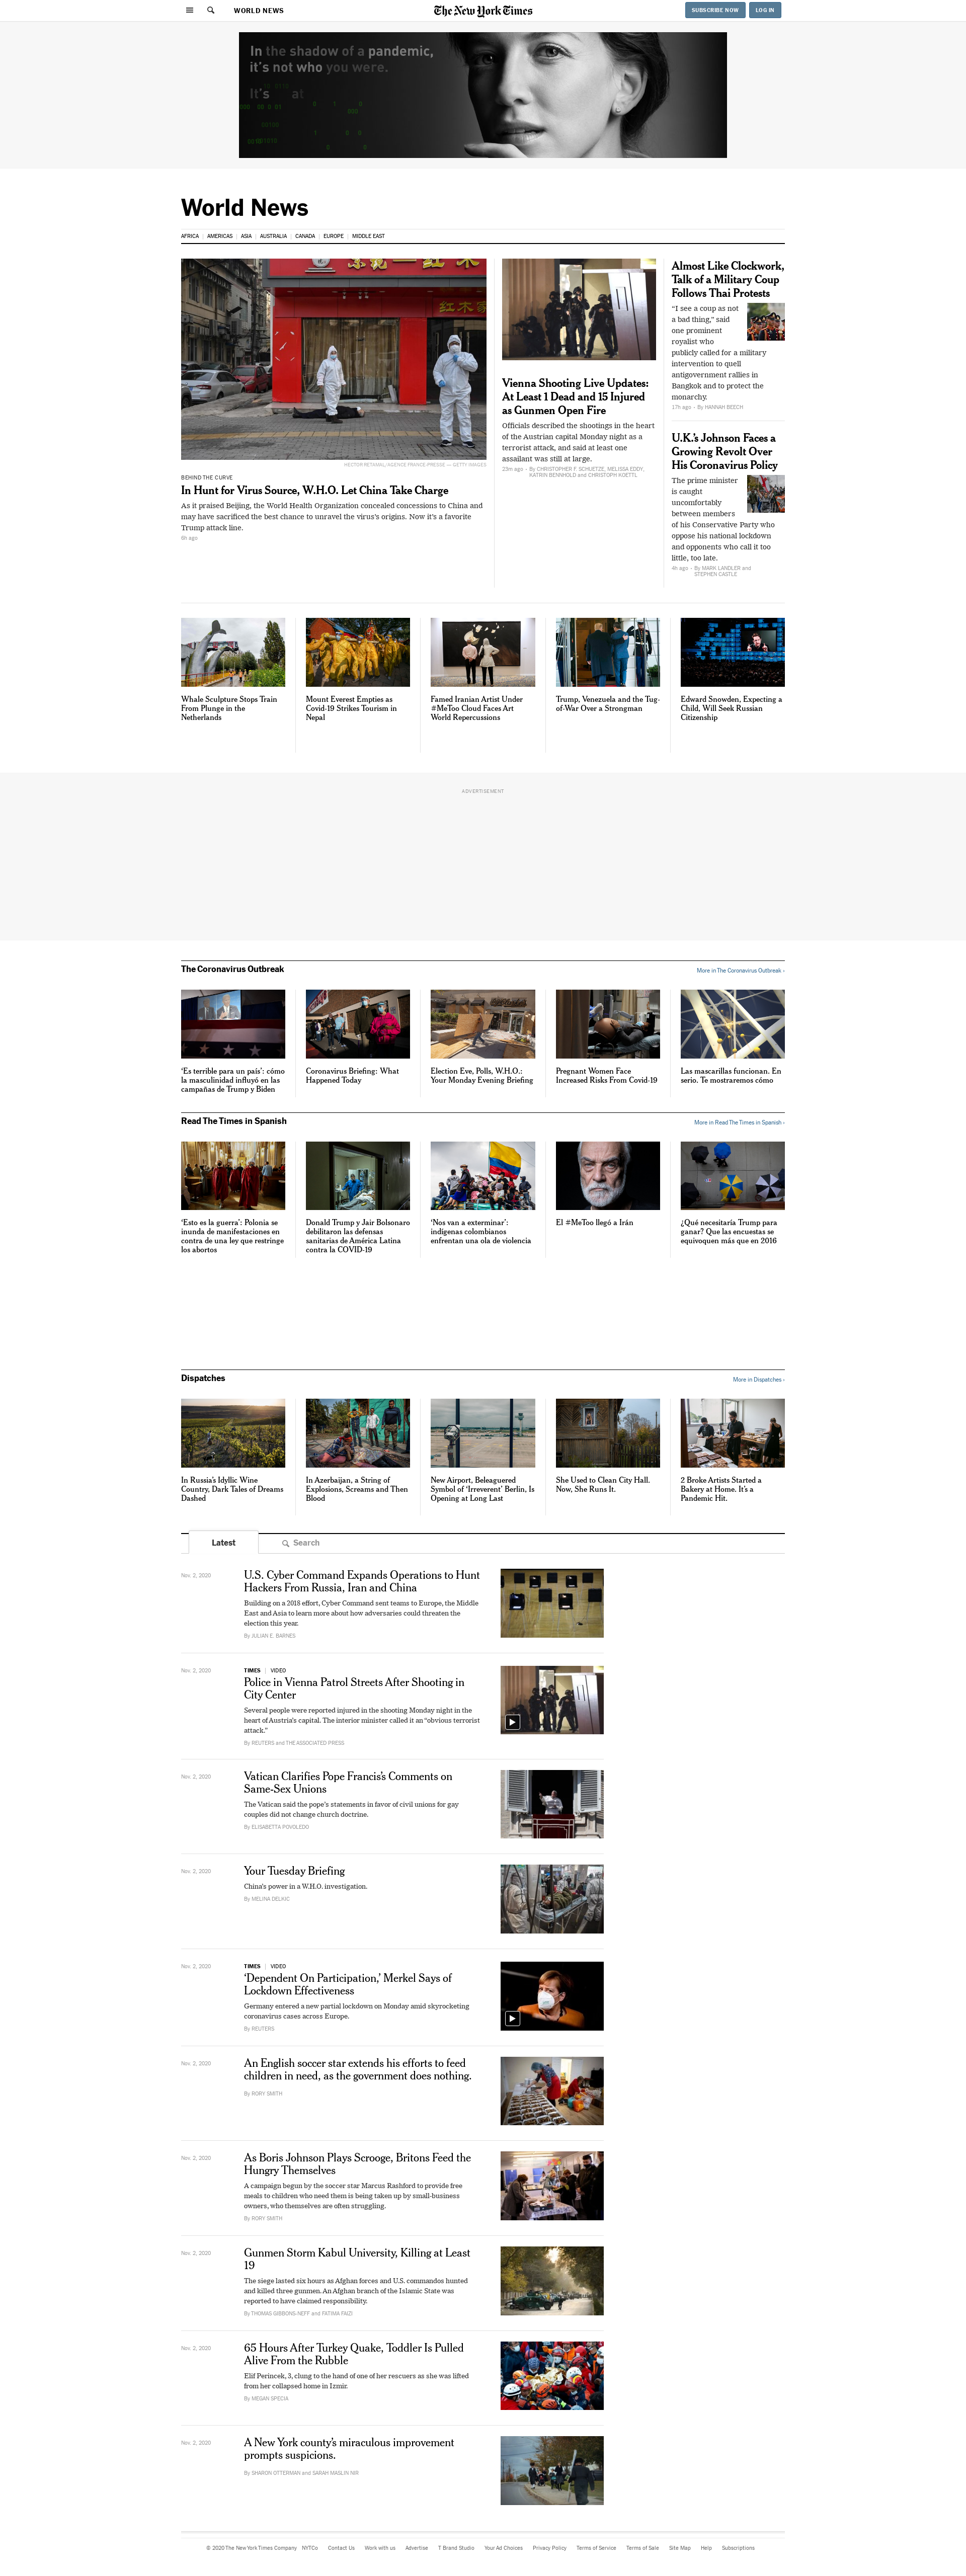 WORLD NEWS
The New York Times
SUBSCRIBE NOW
LOG IN
In the shadow of a pandemic,
it's not who you were.
It's at
World News
AFRICA | AMERICAS | ASIA | AUSTRALIA | CANADA | EUROPE | MIDDLE EAST
HECTOR RETAMAL/AGENCE FRANCE-PRESSE — GETTY IMAGES
BEHIND THE CURVE
In Hunt for Virus Source, W.H.O. Let China Take Charge
As it praised Beijing, the World Health Organization concealed concessions to China and
may have sacrificed the best chance to unravel the virus's origins. Now it's a favorite
Trump attack line.
6h ago
Vienna Shooting Live Updates:
At Least 1 Dead and 15 Injured
as Gunmen Open Fire
Officials described the shootings in the heart
of the Austrian capital Monday night as a
terrorist attack, and said at least one
assailant was still at large.
23m ago - By CHRISTOPHER F. SCHUETZE, MELISSA EDDY,
KATRIN BENNHOLD and CHRISTOPH KOETTL
Almost Like Clockwork,
Talk of a Military Coup
Follows Thai Protests
“I see a coup as not
a bad thing,” said
one prominent
royalist who
publicly called for a military
intervention to quell
antigovernment rallies in
Bangkok and to protect the
monarchy.
17h ago - By HANNAH BEECH
U.K.'s Johnson Faces a
Growing Revolt Over
His Coronavirus Policy
The prime minister
is caught
uncomfortably
between members
of his Conservative Party who
oppose his national lockdown
and opponents who call it too
little, too late.
4h ago - By MARK LANDLER and
STEPHEN CASTLE
Whale Sculpture Stops Train
From Plunge in the
Netherlands
Mount Everest Empties as
Covid-19 Strikes Tourism in
Nepal
Famed Iranian Artist Under
#MeToo Cloud Faces Art
World Repercussions
Trump, Venezuela and the Tug-
of-War Over a Strongman
Edward Snowden, Expecting a
Child, Will Seek Russian
Citizenship
ADVERTISEMENT
The Coronavirus Outbreak
More in The Coronavirus Outbreak »
‘Es terrible para un país’: cómo
la masculinidad influyó en las
campañas de Trump y Biden
Coronavirus Briefing: What
Happened Today
Election Eve, Polls, W.H.O.:
Your Monday Evening Briefing
Pregnant Women Face
Increased Risks From Covid-19
Las mascarillas funcionan. En
serio. Te mostraremos cómo
Read The Times in Spanish
More in Read The Times in Spanish »
‘Esto es la guerra’: Polonia se
inunda de manifestaciones en
contra de una ley que restringe
los abortos
Donald Trump y Jair Bolsonaro
debilitaron las defensas
sanitarias de América Latina
contra la COVID-19
‘Nos van a exterminar’:
indígenas colombianos
enfrentan una ola de violencia
El #MeToo llegó a Irán
¿Qué necesitaría Trump para
ganar? Que las encuestas se
equivoquen más que en 2016
Dispatches
More in Dispatches »
In Russia's Idyllic Wine
Country, Dark Tales of Dreams
Dashed
In Azerbaijan, a String of
Explosions, Screams and Then
Blood
New Airport, Beleaguered
Symbol of ‘Irreverent’ Berlin, Is
Opening at Long Last
She Used to Clean City Hall.
Now, She Runs It.
2 Broke Artists Started a
Bakery at Home. It's a
Pandemic Hit.
Latest
Search
Nov. 2, 2020
U.S. Cyber Command Expands Operations to Hunt
Hackers From Russia, Iran and China
Building on a 2018 effort, Cyber Command sent teams to Europe, the Middle
East and Asia to learn more about how adversaries could threaten the
election this year.
By JULIAN E. BARNES
Nov. 2, 2020
TIMES | VIDEO
Police in Vienna Patrol Streets After Shooting in
City Center
Several people were reported injured in the shooting Monday night in the
heart of Austria's capital. The interior minister called it an “obvious terrorist
attack.”
By REUTERS and THE ASSOCIATED PRESS
Nov. 2, 2020
Vatican Clarifies Pope Francis's Comments on
Same-Sex Unions
The Vatican said the pope's statements in favor of civil unions for gay
couples did not change church doctrine.
By ELISABETTA POVOLEDO
Nov. 2, 2020
Your Tuesday Briefing
China's power in a W.H.O. investigation.
By MELINA DELKIC
Nov. 2, 2020
TIMES | VIDEO
‘Dependent On Participation,’ Merkel Says of
Lockdown Effectiveness
Germany entered a new partial lockdown on Monday amid skyrocketing
coronavirus cases across Europe.
By REUTERS
Nov. 2, 2020
An English soccer star extends his efforts to feed
children in need, as the government does nothing.
By RORY SMITH
Nov. 2, 2020
As Boris Johnson Plays Scrooge, Britons Feed the
Hungry Themselves
A campaign begun by the soccer star Marcus Rashford to provide free
meals to children who need them is being taken up by small-business
owners, who themselves are often struggling.
By RORY SMITH
Nov. 2, 2020
Gunmen Storm Kabul University, Killing at Least
19
The siege lasted six hours as Afghan forces and U.S. commandos hunted
and killed three gunmen. An Afghan branch of the Islamic State was
reported to have claimed responsibility.
By THOMAS GIBBONS-NEFF and FATIMA FAIZI
Nov. 2, 2020
65 Hours After Turkey Quake, Toddler Is Pulled
Alive From the Rubble
Elif Perincek, 3, clung to the hand of one of her rescuers as she was lifted
from her collapsed home in Izmir.
By MEGAN SPECIA
Nov. 2, 2020
A New York county's miraculous improvement
prompts suspicions.
By SHARON OTTERMAN and SARAH MASLIN NIR
© 2020 The New York Times Company NYTCo Contact Us Work with us Advertise T Brand Studio Your Ad Choices Privacy Policy Terms of Service Terms of Sale Site Map Help Subscriptions